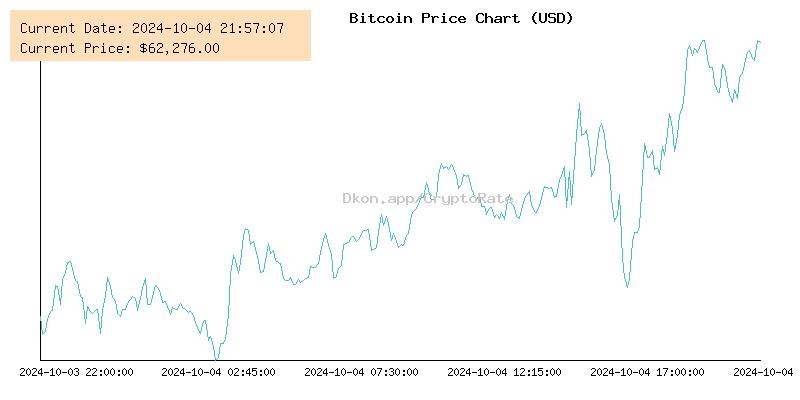 Bitcoin Price Chart (USD)
Current Date: 2024-10-04 21:57:07
Current Price: $62,276.00
Dkon.app/CryptoRate
2024-10-03 22:00:00 2024-10-04 02:45:00 2024-10-04 07:30:00 2024-10-04 12:15:00 2024-10-04 17:00:00 2024-10-04